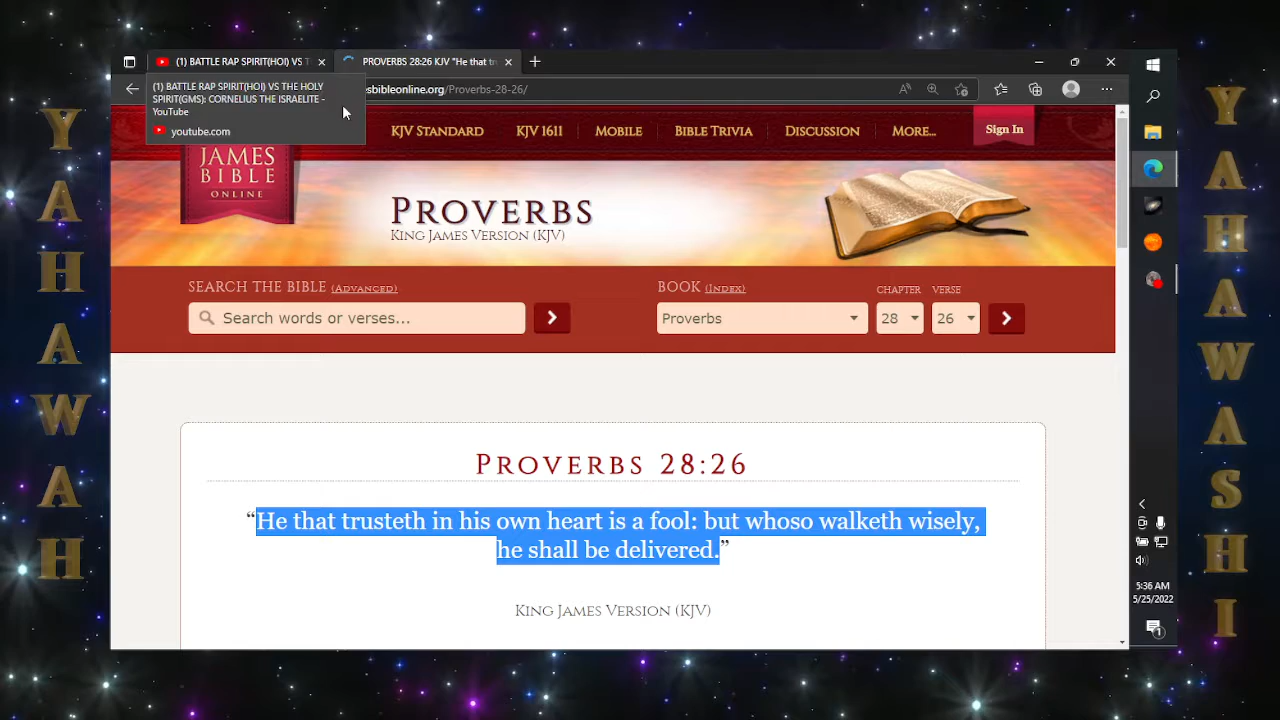 YAHAWAH
(1) BATTLE RAP SPIRIT(HOI) VS T
PROVERBS 28:26 KJV "He that tr
(1) BATTLE RAP SPIRIT(HOI) VS THE HOLY
SPIRIT(GMS): CORNELIUS THE ISRAELITE -
YouTube
youtube.com
esbibleonline.org/Proverbs-28-26/
JAMES
BIBLE
ONLINE
KJV STANDARD
KJV 1611
MOBILE
BIBLE TRIVIA
DISCUSSION
MORE...
Sign In
PROVERBS
KING JAMES VERSION (KJV)
SEARCH THE BIBLE (ADVANCED)
Search words or verses...
BOOK (INDEX)
Proverbs
CHAPTER
28
VERSE
26
PROVERBS 28:26
“He that trusteth in his own heart is a fool: but whoso walketh wisely,
he shall be delivered.”
KING JAMES VERSION (KJV)
5:36 AM
5/25/2022
1
YAHAWASHI